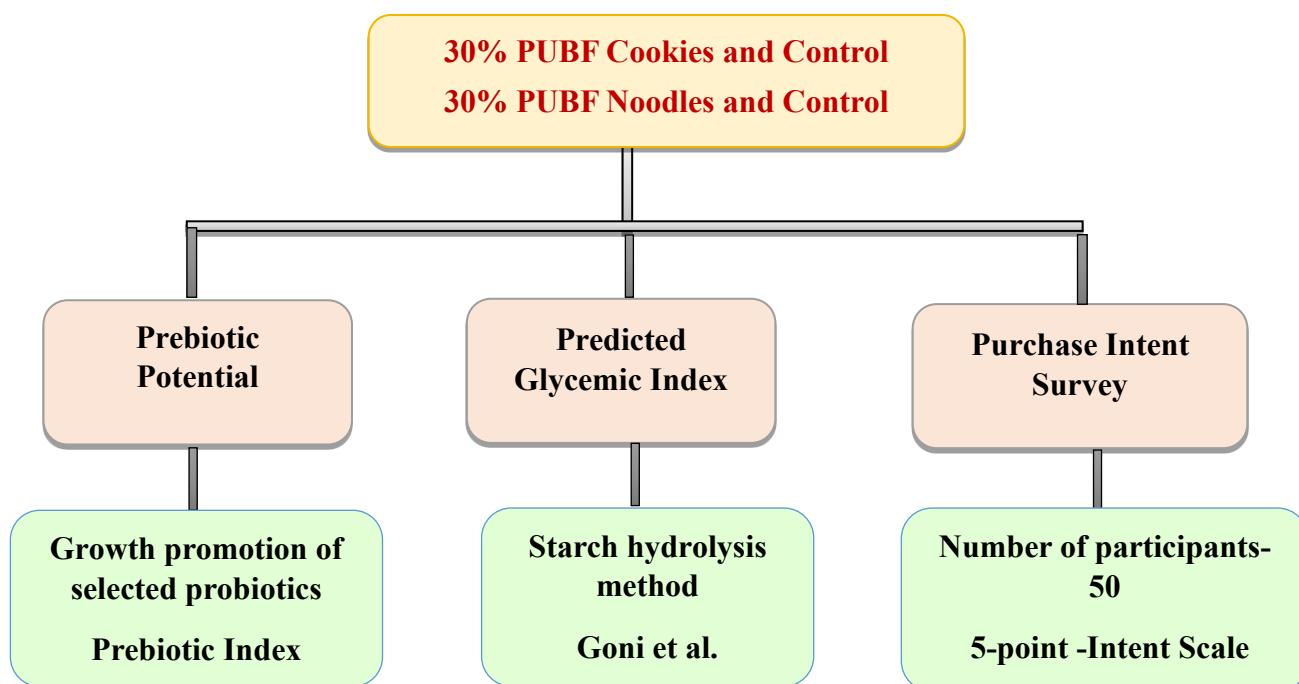 30% PUBF Cookies and Control
30% PUBF Noodles and Control
Prebiotic
Potential
Predicted
Glycemic Index
Purchase Intent
Survey
Growth promotion of
selected probiotics
Prebiotic Index
Starch hydrolysis
method
Goni et al.
Number of participants-
50
5-point -Intent Scale